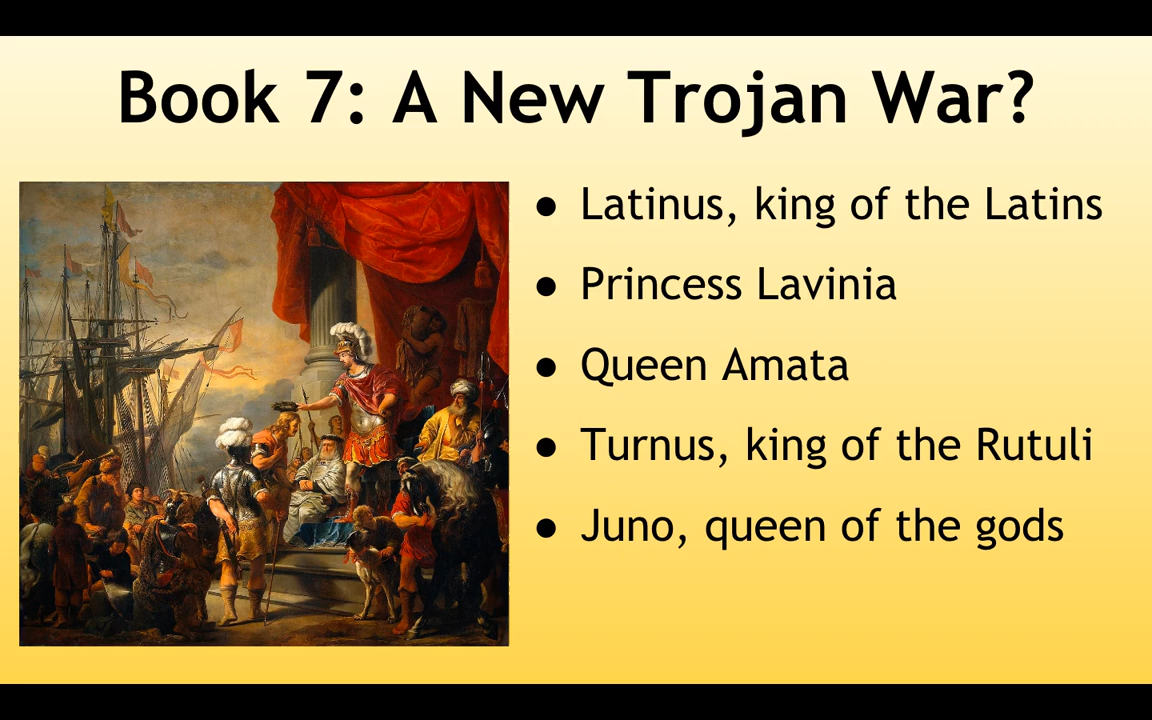 Book 7: A New Trojan War?
● Latinus, king of the Latins
● Princess Lavinia
● Queen Amata
● Turnus, king of the Rutuli
● Juno, queen of the gods